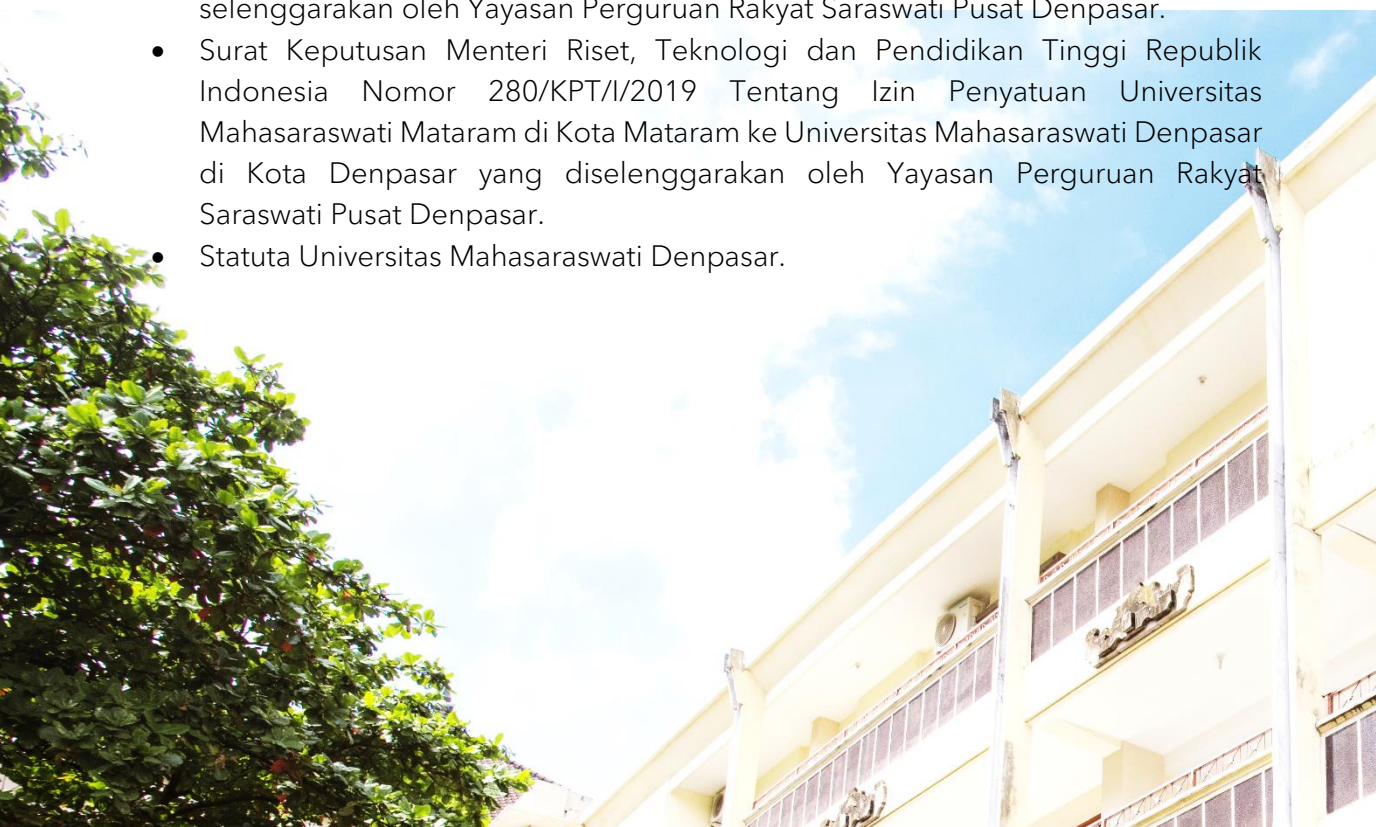 selenggarakan oleh Yayasan Perguruan Rakyat Saraswati Pusat Denpasar.
• Surat Keputusan Menteri Riset, Teknologi dan Pendidikan Tinggi Republik
Indonesia Nomor 280/KPT/I/2019 Tentang Izin Penyatuan Universitas
Mahasaraswati Mataram di Kota Mataram ke Universitas Mahasaraswati Denpasar
di Kota Denpasar yang diselenggarakan oleh Yayasan Perguruan Rakyat
Saraswati Pusat Denpasar.
• Statuta Universitas Mahasaraswati Denpasar.